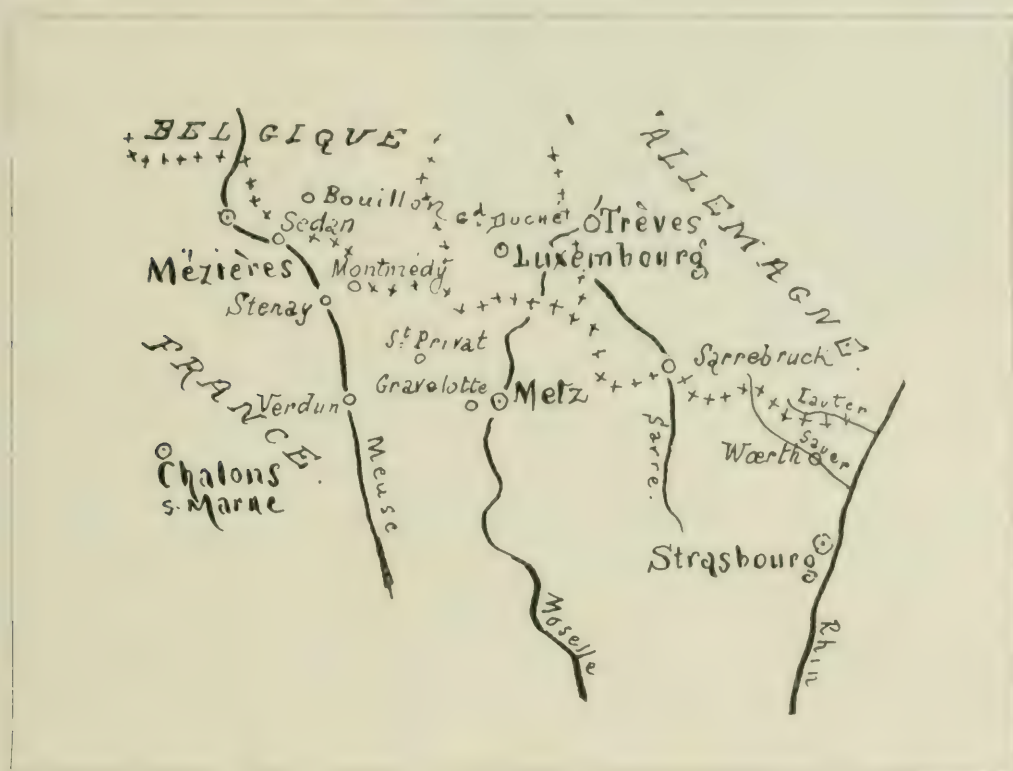 BELGIQUE
ALLEMAGNE.
Bouillon
Gd. Duché
Trèves
Sedan
Luxembourg
Mëzières
Montmédy
Stenay
St. Privat
Sarrebruck
FRANCE.
Gravelotte
Metz
Verdun
Lauter
Sauer
Wœrth
Sarre.
Meuse
Chalons
s. Marne
Strasbourg
Moselle
Rhin